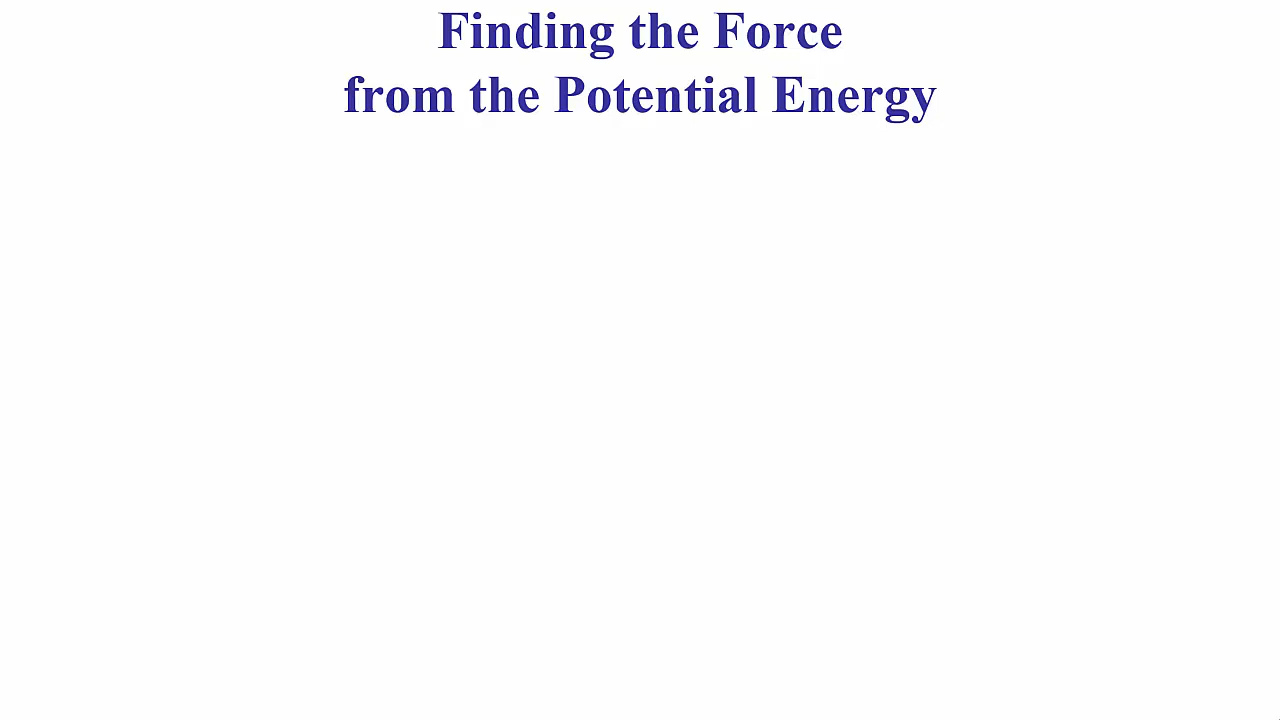 Finding the Force
from the Potential Energy